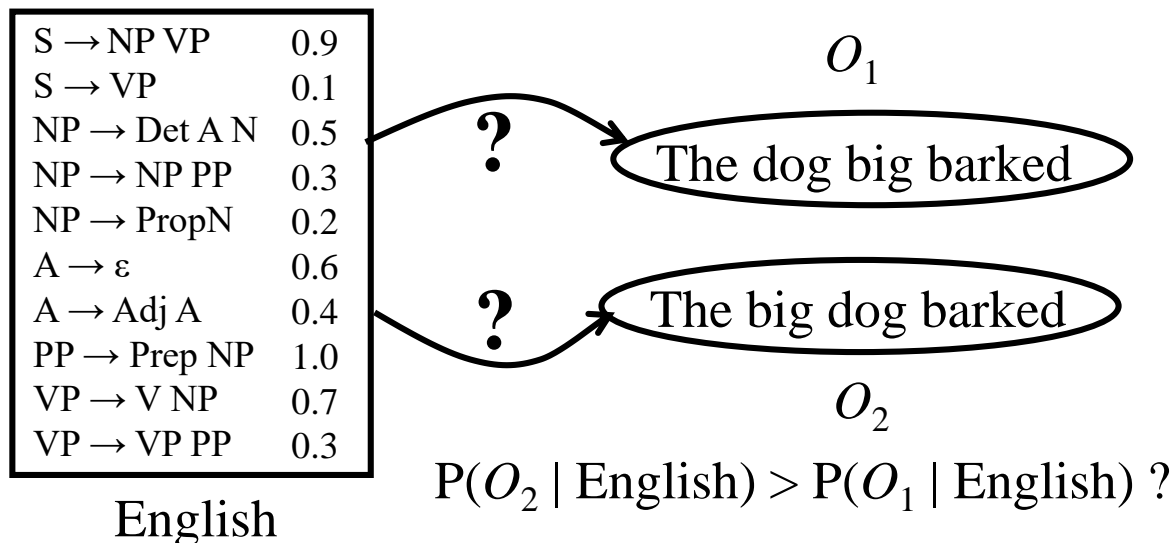 S → NP VP 0.9
S → VP 0.1
NP → Det A N 0.5
NP → NP PP 0.3
NP → PropN 0.2
A → ε 0.6
A → Adj A 0.4
PP → Prep NP 1.0
VP → V NP 0.7
VP → VP PP 0.3
English
?
?
O₁
The dog big barked
The big dog barked
O₂
P(O₂ | English) > P(O₁ | English) ?